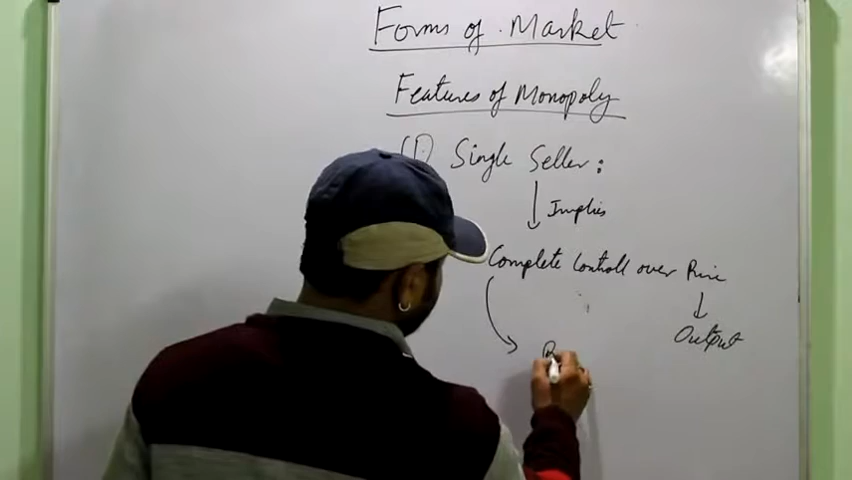 Forms of Market
Features of Monopoly
(1) Single Seller :
Implies
Complete Controll over Price
Output